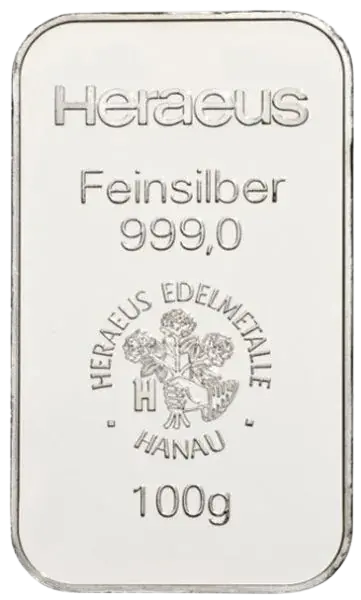 Heraeus
Feinsilber
999,0
HERAEUS EDELMETALLE
H
· HANAU ·
100g